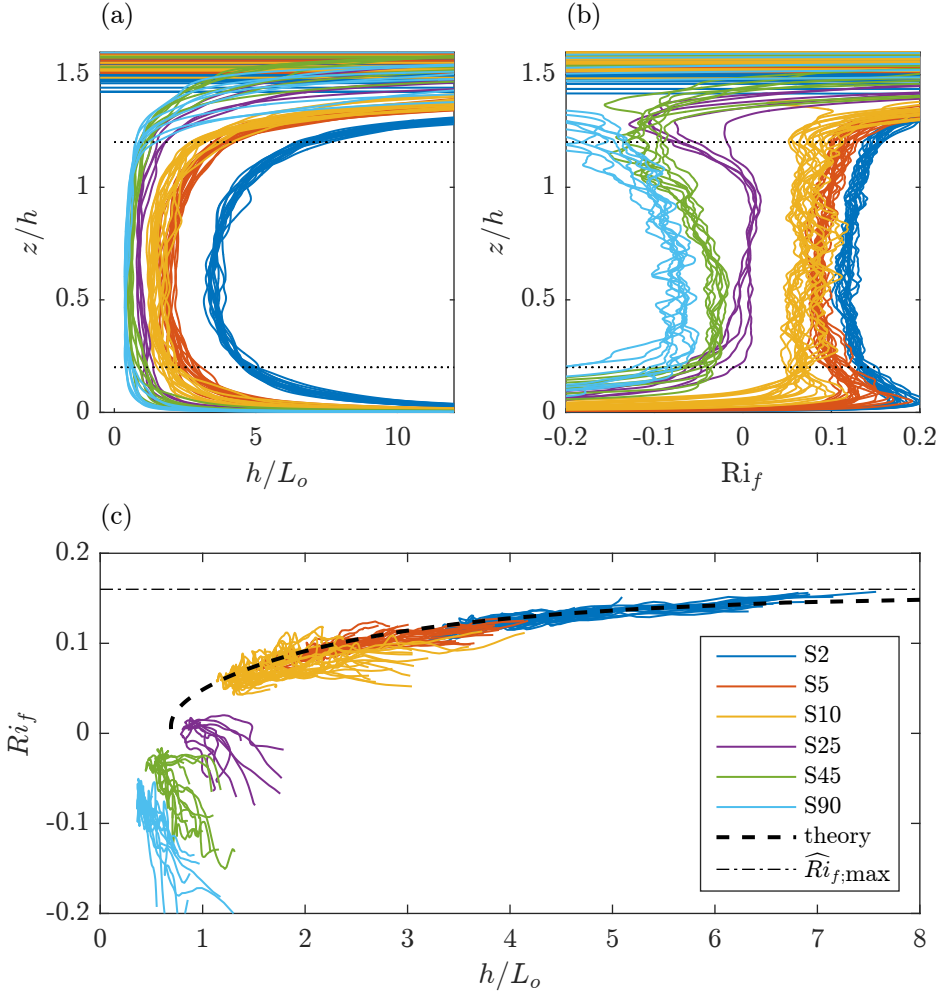 (a)
(b)
1.5
1
0.5
0
z/h
0 5 10
h/L_o
1.5
1
0.5
0
z/h
-0.2 -0.1 0 0.1 0.2
Ri_f
(c)
0.2
0.1
0
-0.1
-0.2
Ri_f
0 1 2 3 4 5 6 7 8
h/L_o
S2
S5
S10
S25
S45
S90
theory
\widehat{Ri}_{f;max}